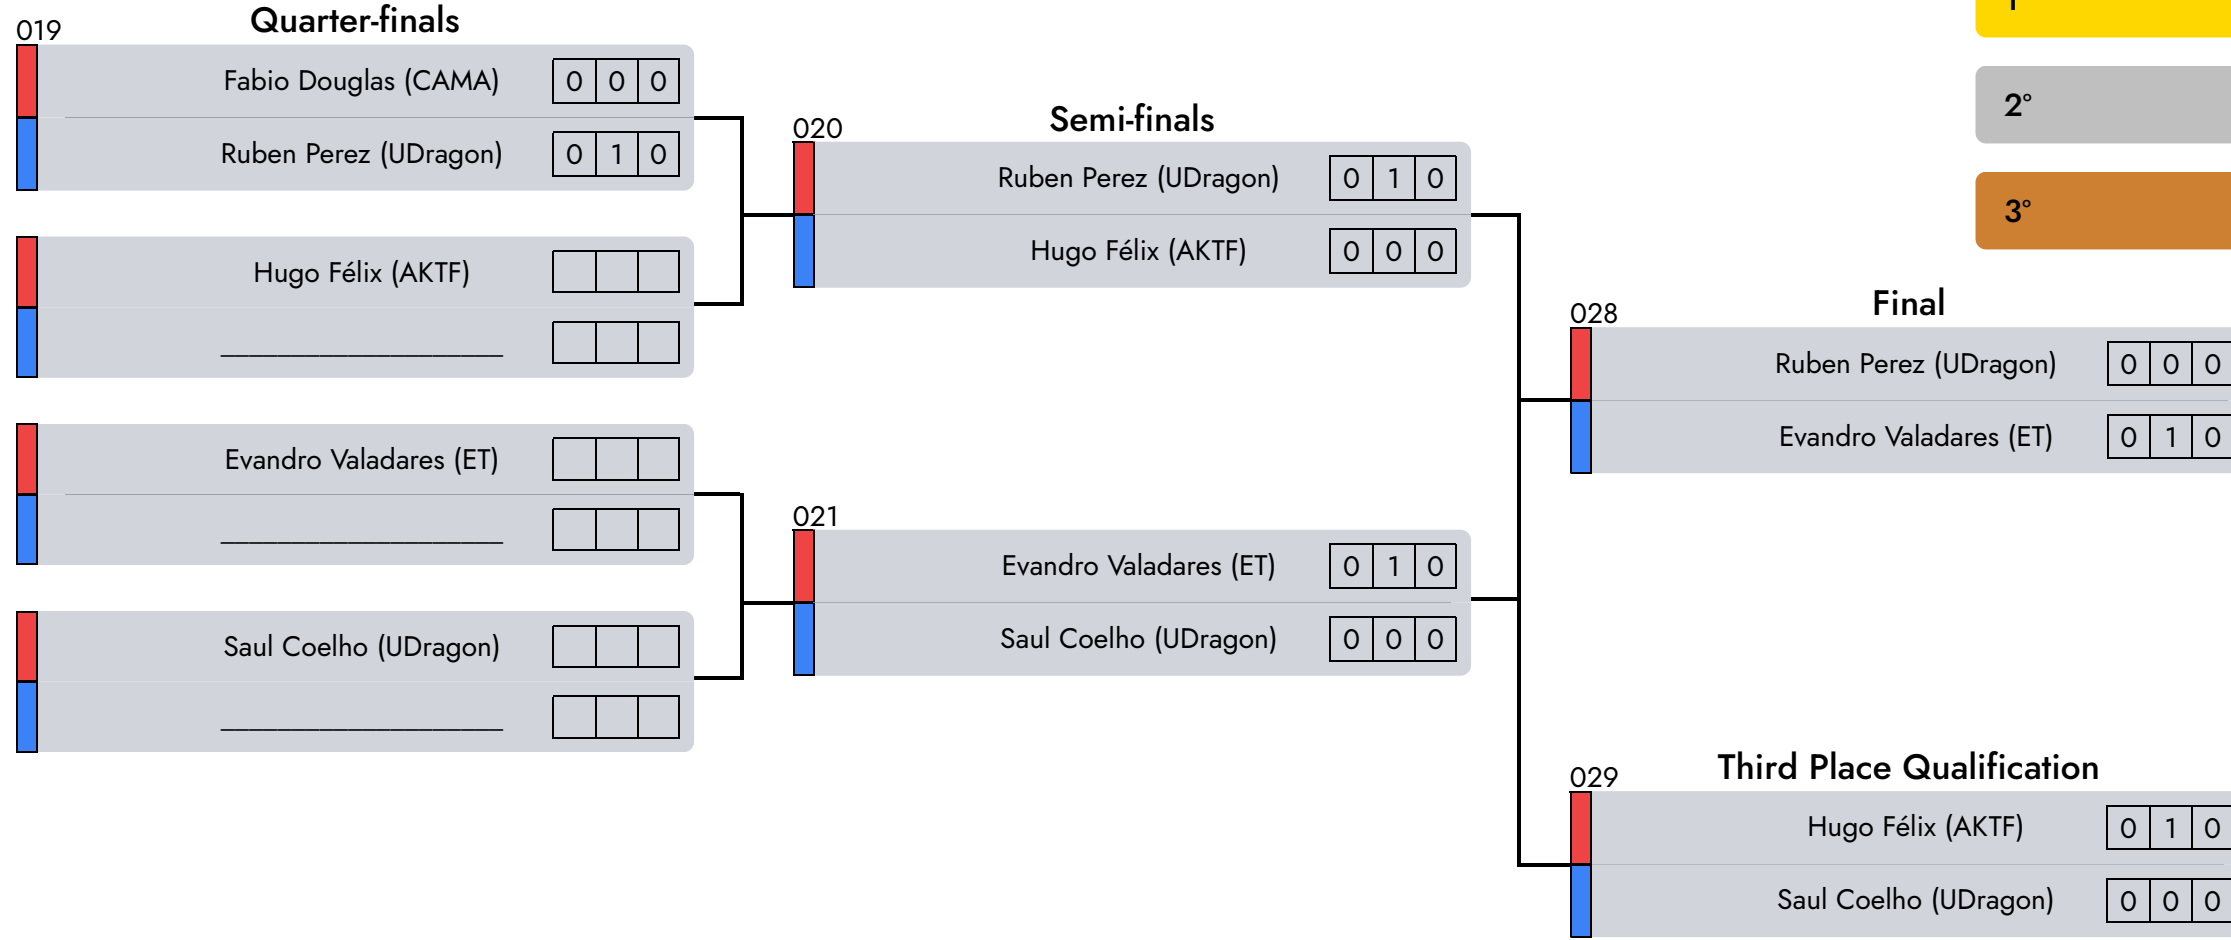 Quarter-finals
019
Fabio Douglas (CAMA) 0 0 0
Ruben Perez (UDragon) 0 1 0
Hugo Félix (AKTF)
____________________
Evandro Valadares (ET)
____________________
Saul Coelho (UDragon)
____________________
Semi-finals
020
Ruben Perez (UDragon) 0 1 0
Hugo Félix (AKTF) 0 0 0
021
Evandro Valadares (ET) 0 1 0
Saul Coelho (UDragon) 0 0 0
2°
3°
Final
028
Ruben Perez (UDragon) 0 0 0
Evandro Valadares (ET) 0 1 0
Third Place Qualification
029
Hugo Félix (AKTF) 0 1 0
Saul Coelho (UDragon) 0 0 0